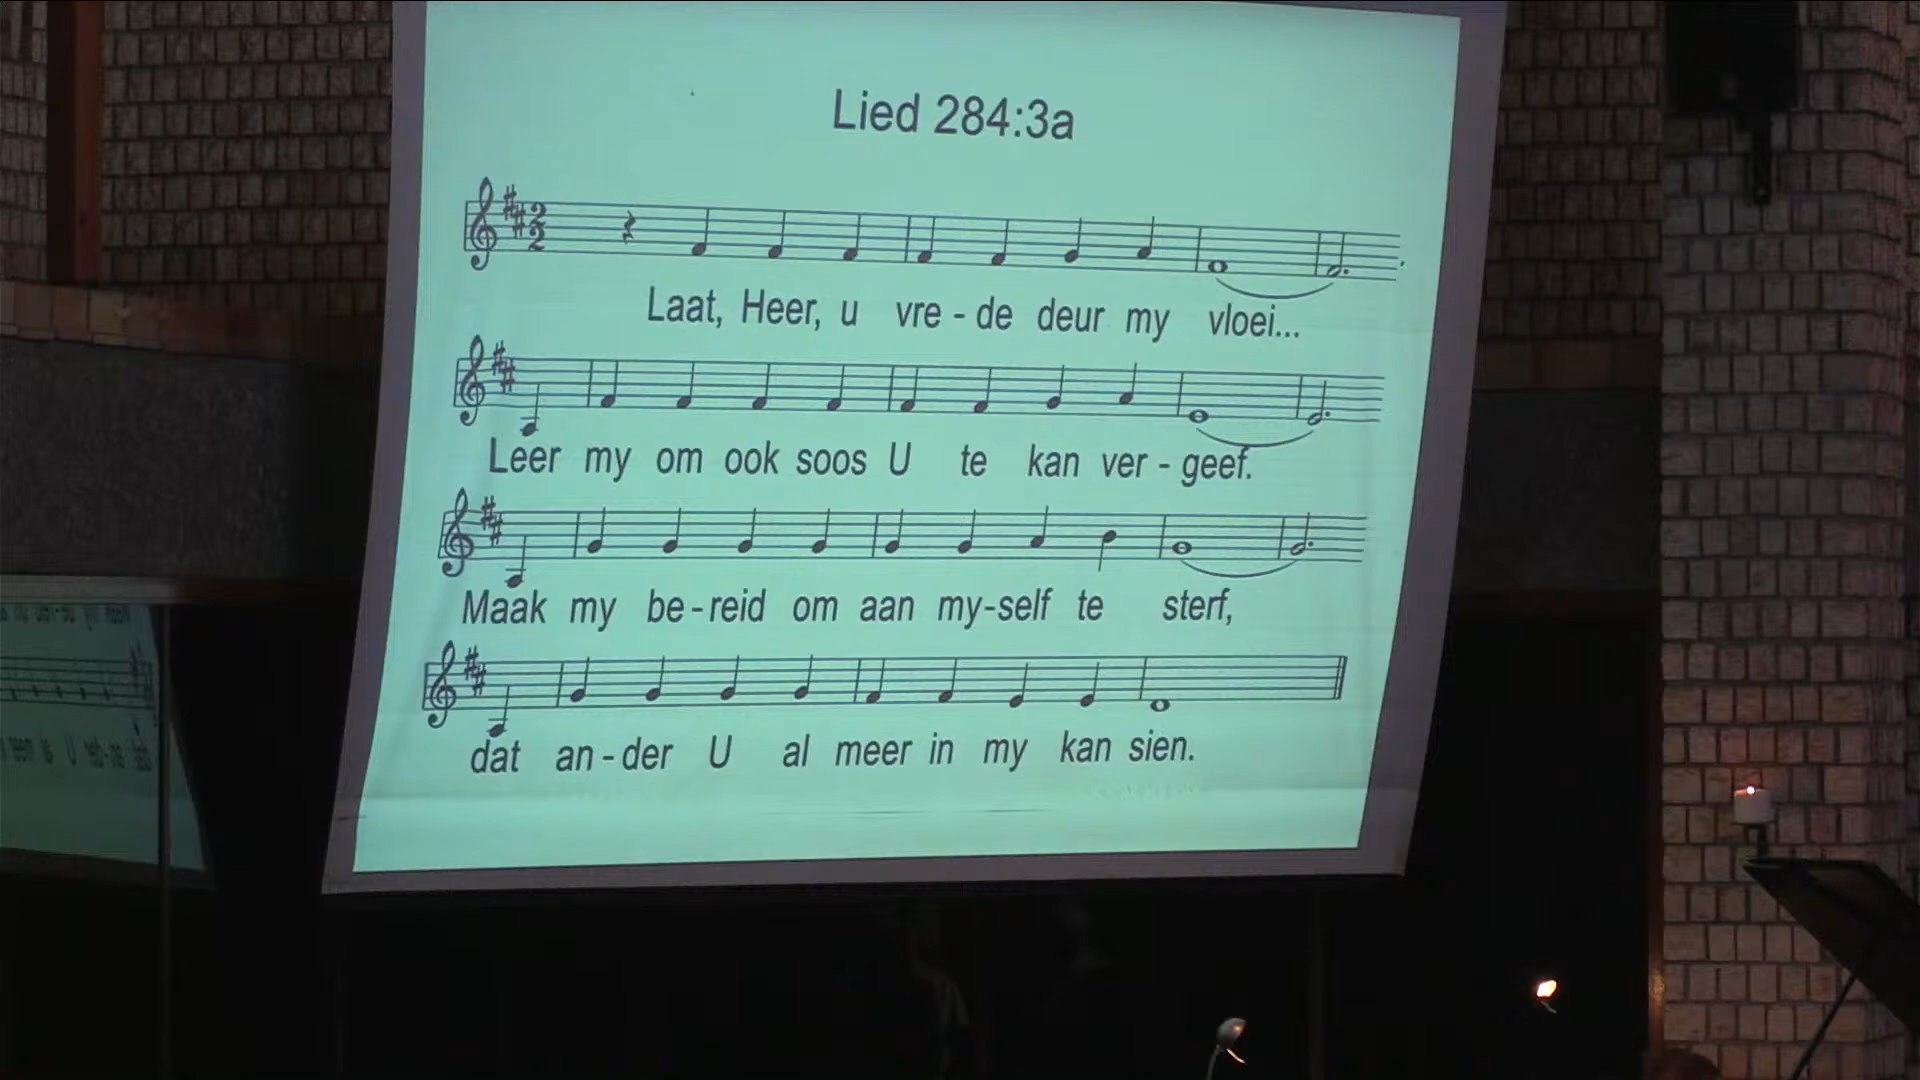 Lied 284:3a
Laat, Heer, u vre - de deur my vloei...
Leer my om ook soos U te kan ver - geef.
Maak my be - reid om aan my - self te sterf,
dat an - der U al meer in my kan sien.